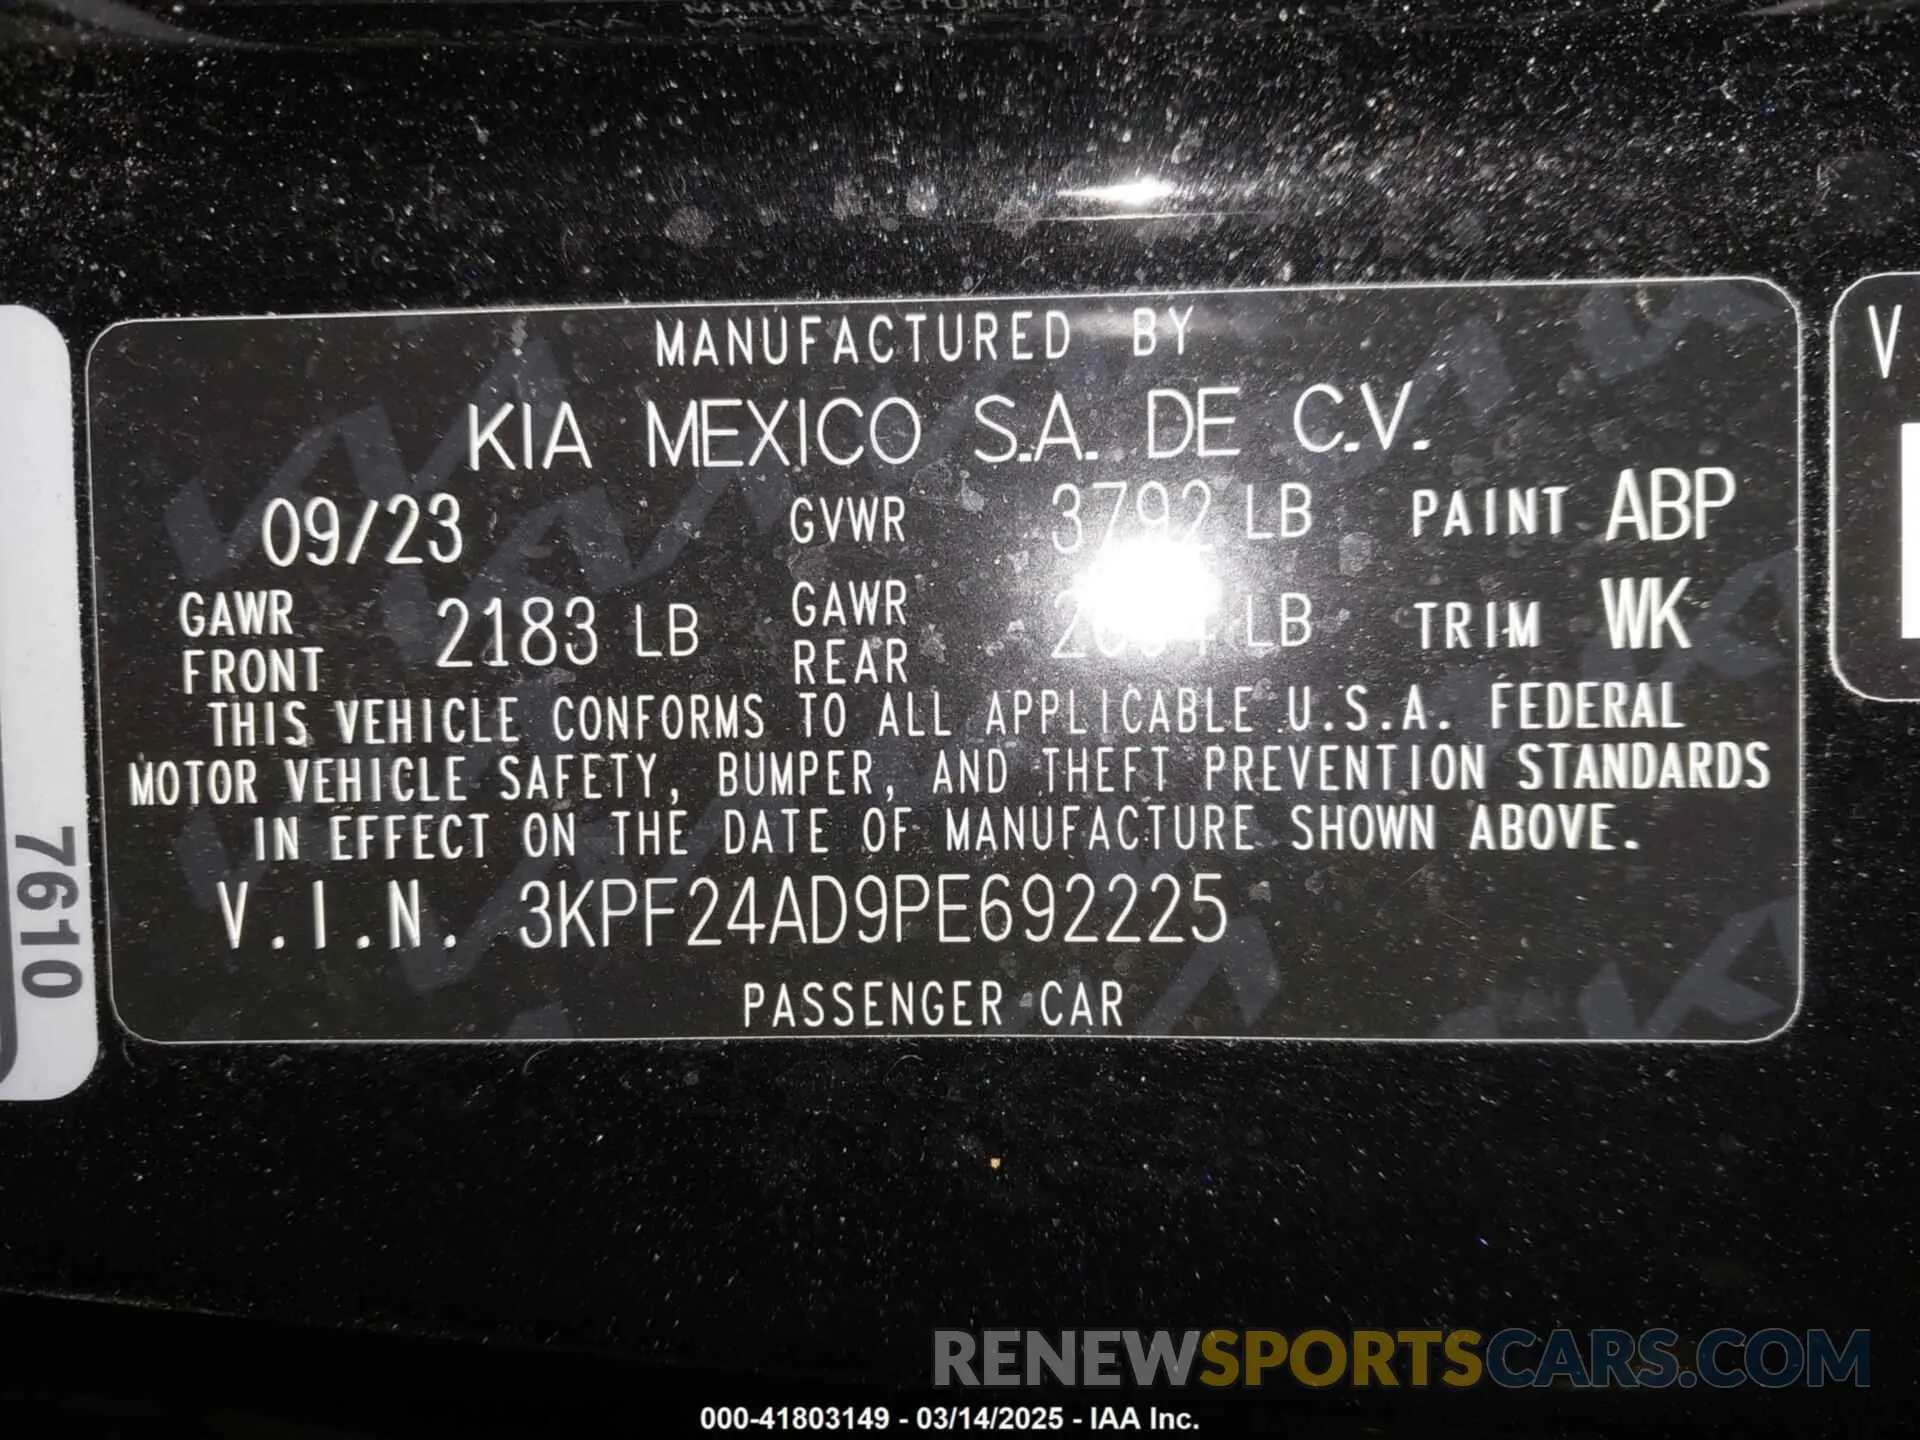 MANUFACTURED BY
KIA MEXICO S.A. DE C.V.
09/23 GVWR 3792 LB PAINT ABP
GAWR FRONT 2183 LB GAWR REAR LB TRIM WK
THIS VEHICLE CONFORMS TO ALL APPLICABLE U.S.A. FEDERAL
MOTOR VEHICLE SAFETY, BUMPER, AND THEFT PREVENTION STANDARDS
IN EFFECT ON THE DATE OF MANUFACTURE SHOWN ABOVE.
V.I.N. 3KPF24AD9PE692225
PASSENGER CAR
7610
V
RENEWSPORTSCARS.COM
000-41803149 - 03/14/2025 - IAA Inc.